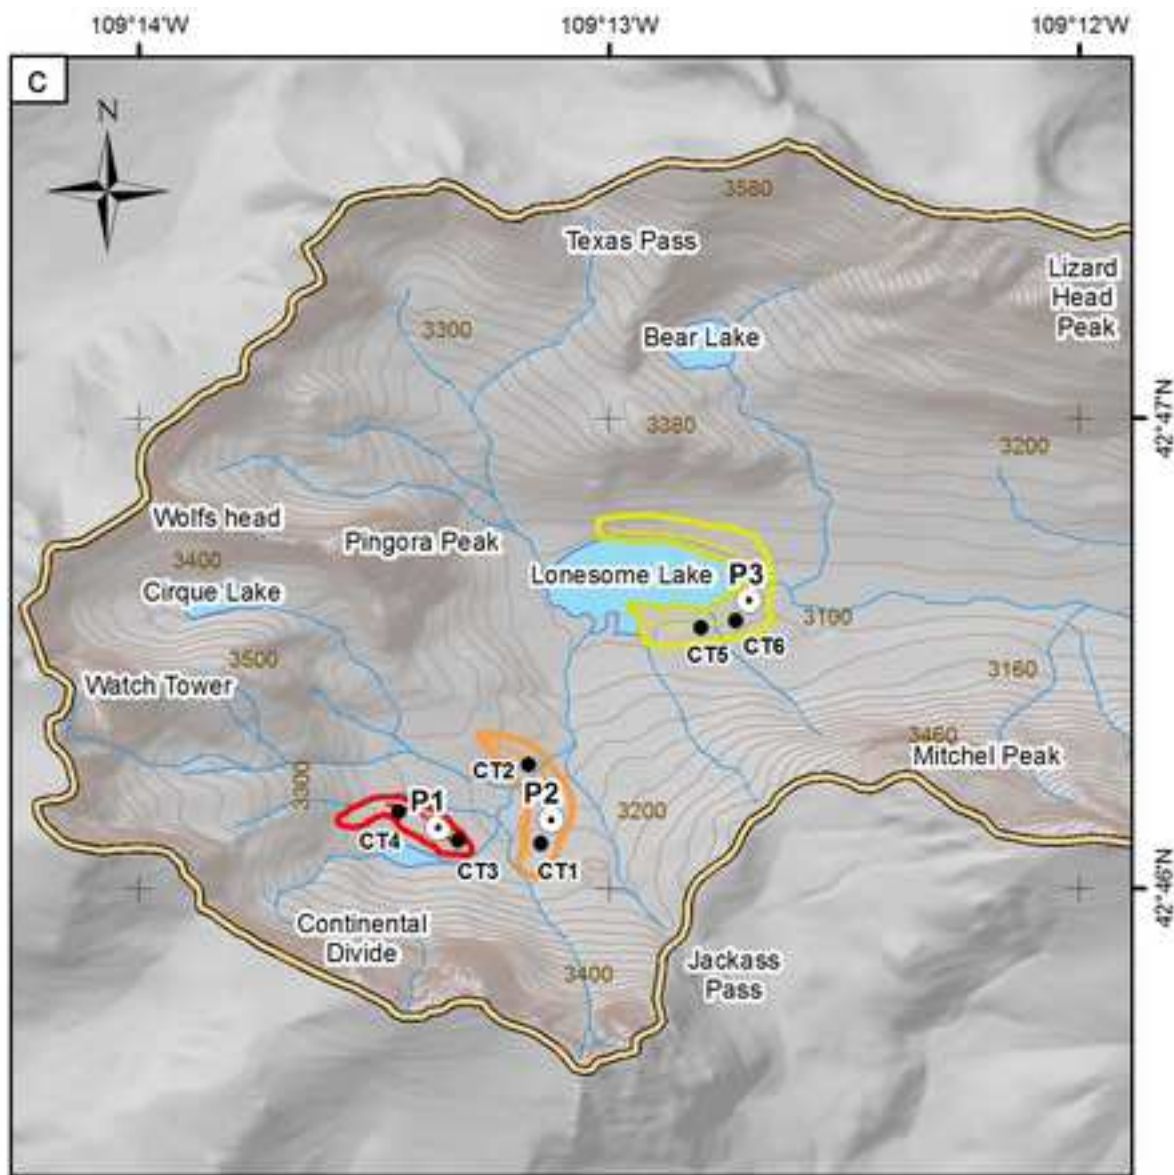 109°14'W
109°13'W
109°12'W
C
N
3580
Texas Pass
Lizard
Head
Peak
3300
Bear Lake
42°47'N
3380
3200
Wolfs head
Pingora Peak
3400
Cirque Lake
Lonesome Lake
P3
3100
CT5
CT6
3500
Watch Tower
3160
3460
Mitchel Peak
CT2
3300
P1
P2
3200
CT4
CT3
CT1
42°46'N
Continental
Divide
3400
Jackass
Pass